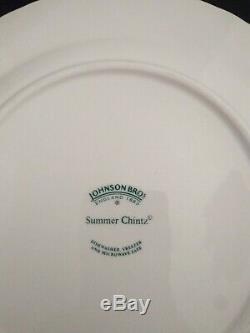 JOHNSON BROS
ENGLAND 1883
®
Summer Chintz©
DISHWASHER, FREEZER
AND MICROWAVE SAFE